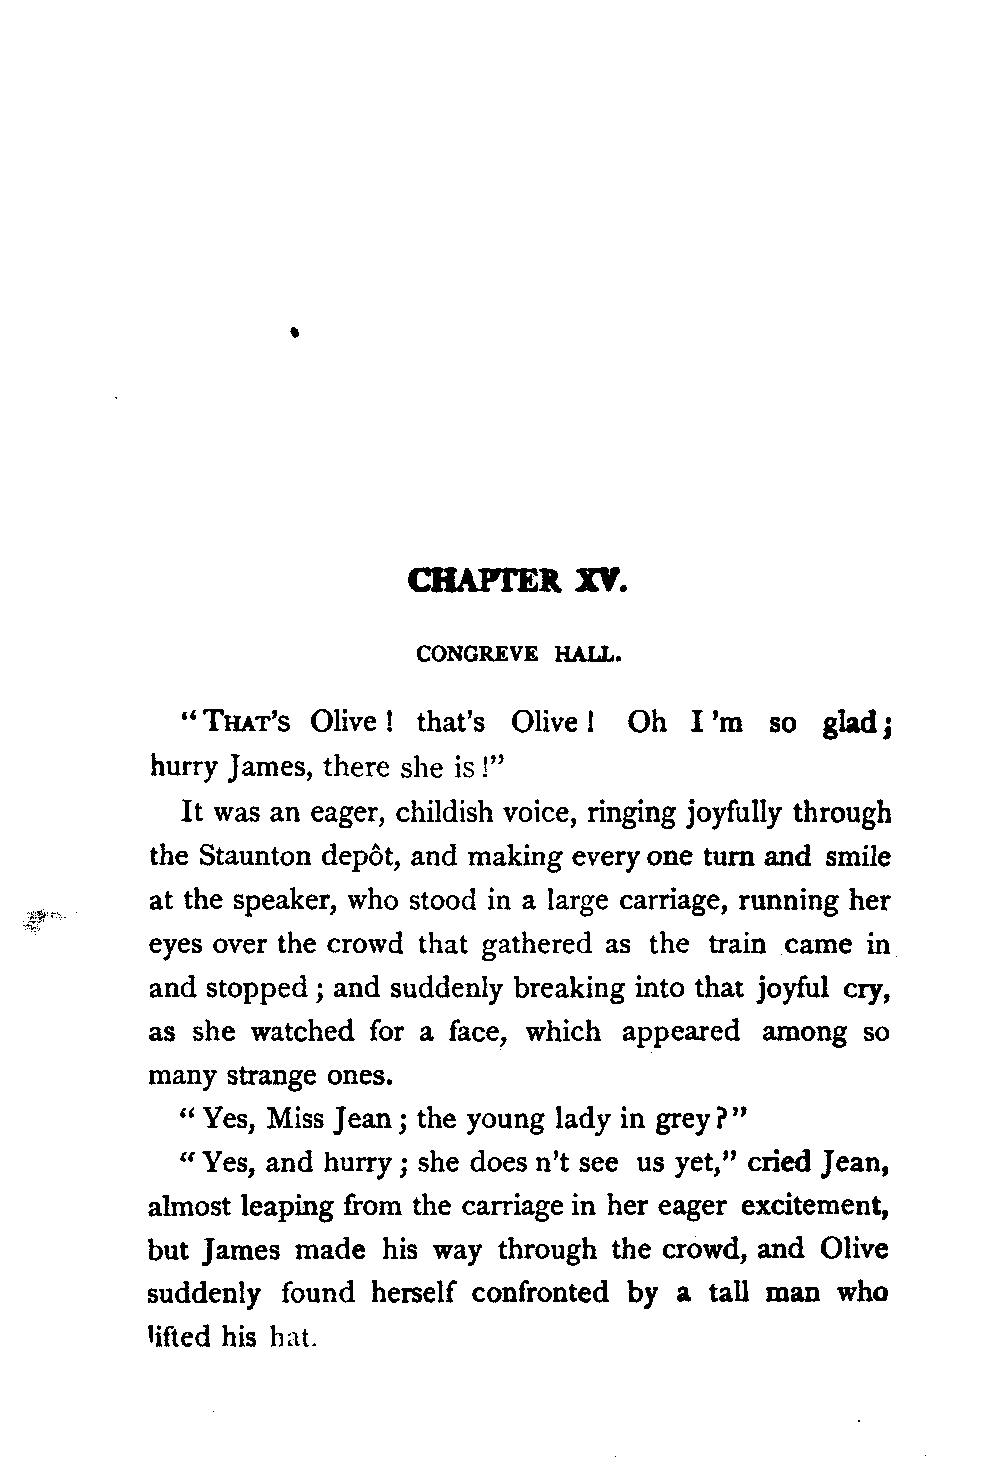 CHAPTER XV.
CONGREVE HALL.
"THAT's Olive! that's Olive! Oh I'm so glad;
hurry James, there she is!"
It was an eager, childish voice, ringing joyfully through
the Staunton depôt, and making every one turn and smile
at the speaker, who stood in a large carriage, running her
eyes over the crowd that gathered as the train came in
and stopped; and suddenly breaking into that joyful cry,
as she watched for a face, which appeared among so
many strange ones.
"Yes, Miss Jean; the young lady in grey?"
"Yes, and hurry; she does n't see us yet," cried Jean,
almost leaping from the carriage in her eager excitement,
but James made his way through the crowd, and Olive
suddenly found herself confronted by a tall man who
lifted his hat.